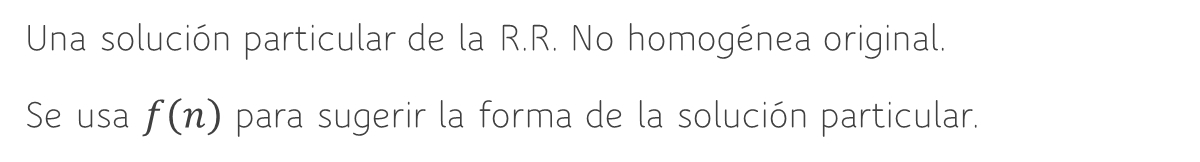 Una solución particular de la R.R. No homogénea original.
Se usa f(n) para sugerir la forma de la solución particular.